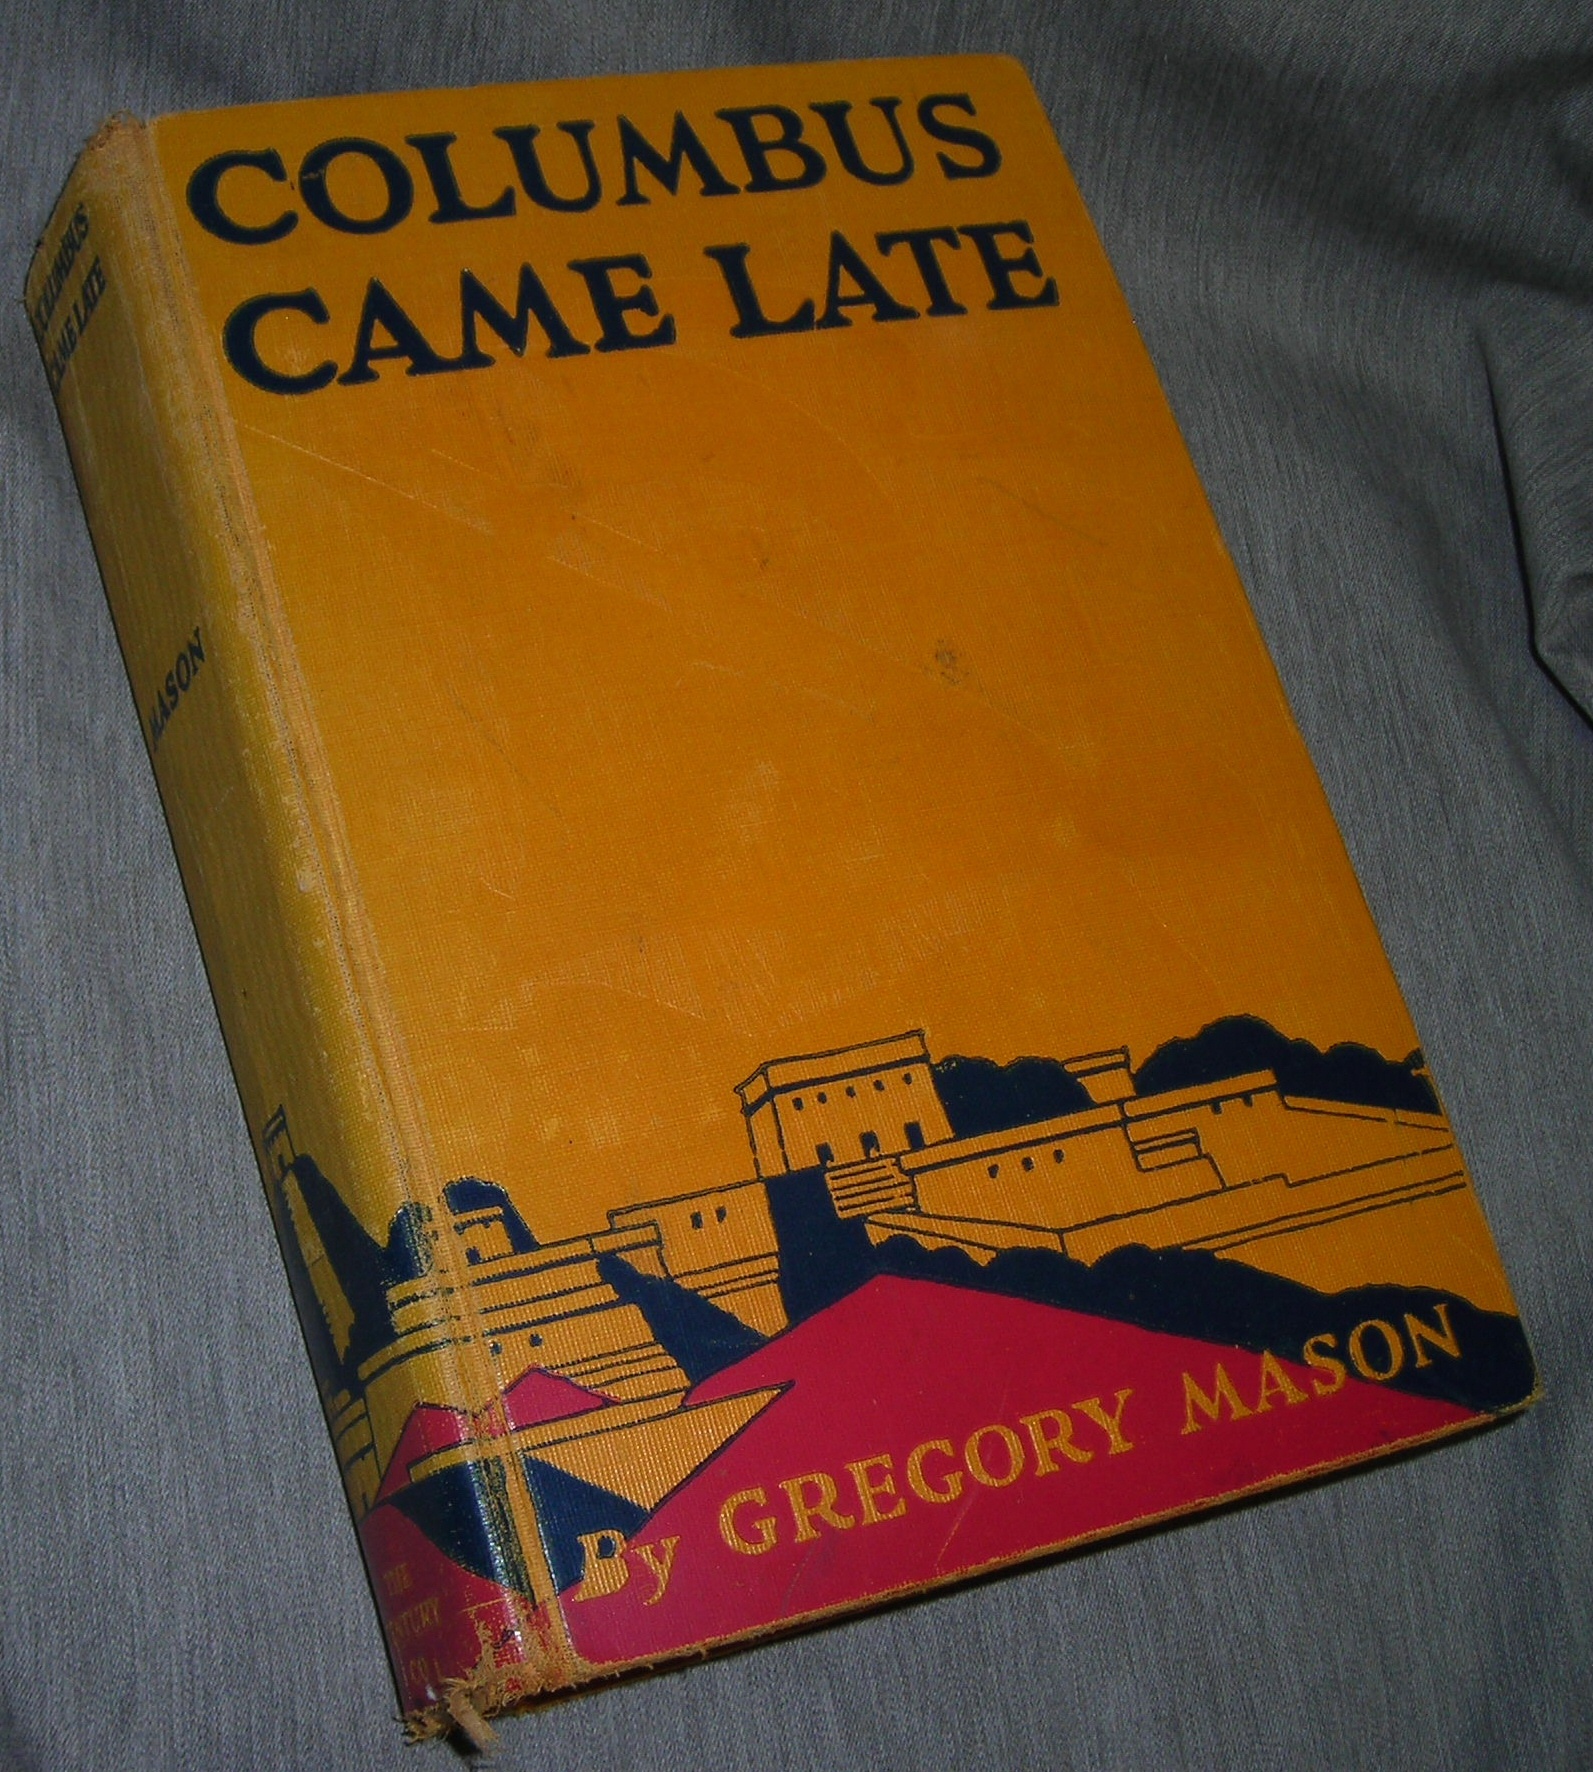 COLUMBUS
CAME LATE
By GREGORY MASON
COLUMBUS
CAME LATE
MASON
THE
CENTURY
CO.